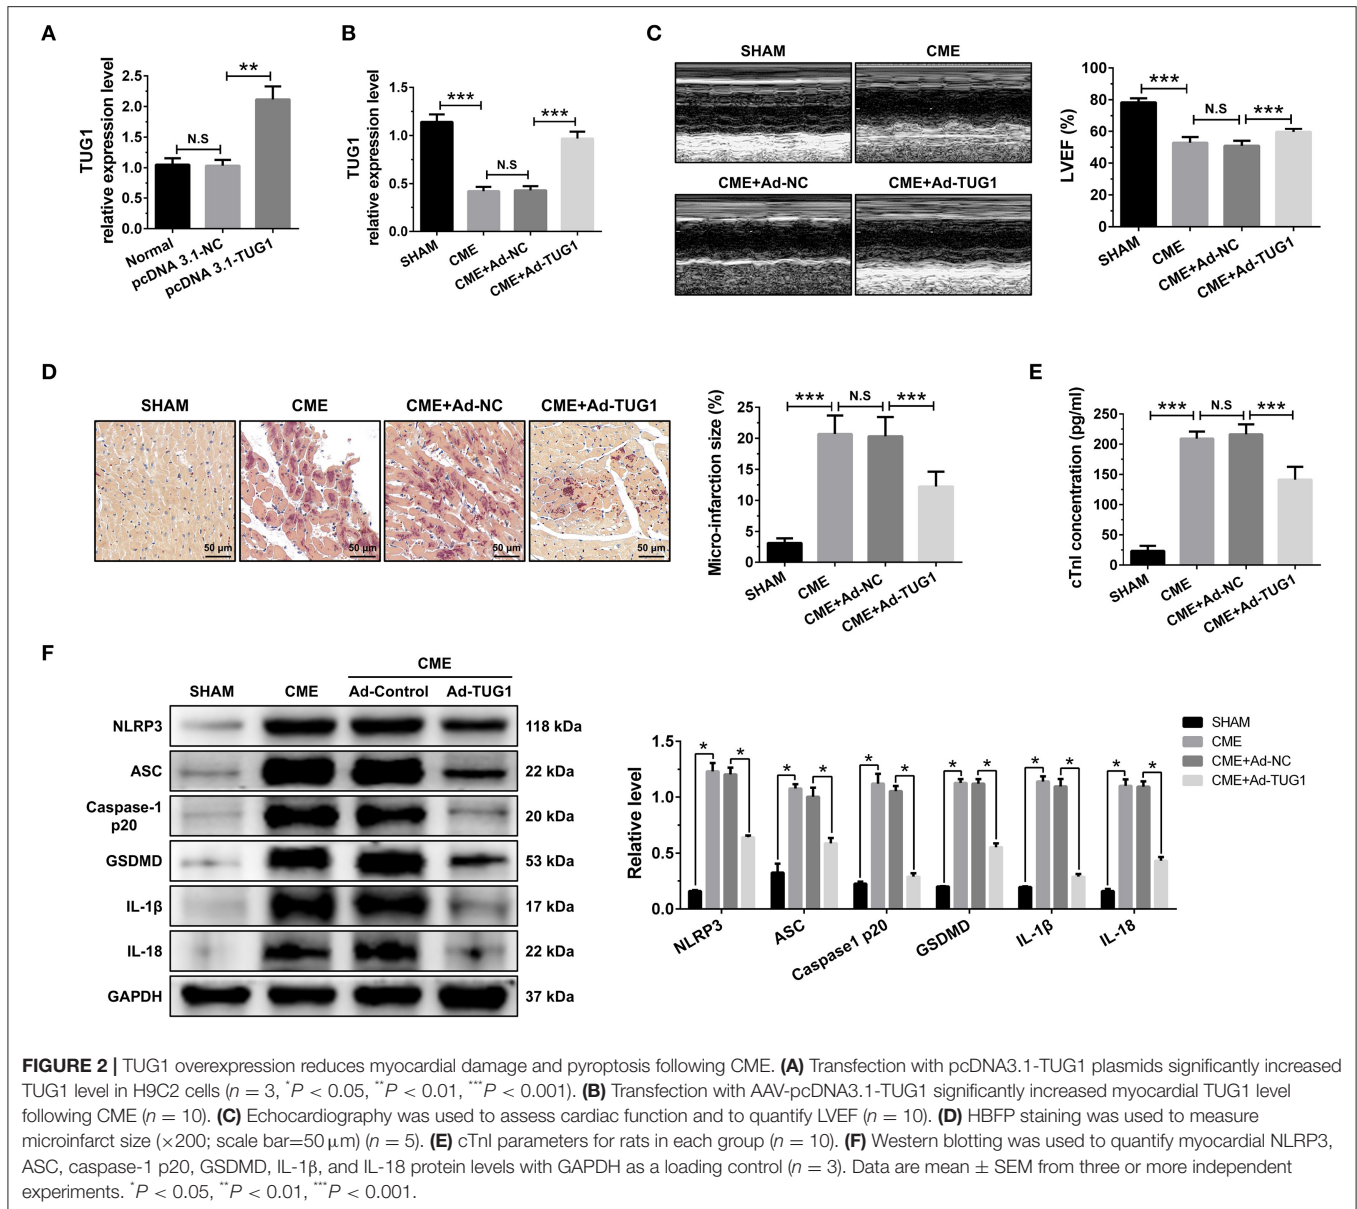 A
TUG1
relative expression level
2.5
2.0
1.5
1.0
0.5
0.0
N.S
**
Normal
pcDNA 3.1-NC
pcDNA 3.1-TUG1
B
TUG1
relative expression level
1.5
1.0
0.5
0.0
***
N.S
***
SHAM
CME
CME+Ad-NC
CME+Ad-TUG1
C
SHAM
CME
CME+Ad-NC
CME+Ad-TUG1
LVEF (%)
100
80
60
40
20
0
***
N.S
***
SHAM
CME
CME+Ad-NC
CME+Ad-TUG1
D
SHAM
CME
CME+Ad-NC
CME+Ad-TUG1
50 μm
50 μm
50 μm
50 μm
Micro-infarction size (%)
25
20
15
10
5
0
***
N.S
***
SHAM
CME
CME+Ad-NC
CME+Ad-TUG1
E
cTnI concentration (pg/ml)
250
200
150
100
50
0
***
N.S
***
SHAM
CME
CME+Ad-NC
CME+Ad-TUG1
F
CME
SHAM
CME
Ad-Control
Ad-TUG1
NLRP3
118 kDa
ASC
22 kDa
Caspase-1
p20
20 kDa
GSDMD
53 kDa
IL-1β
17 kDa
IL-18
22 kDa
GAPDH
37 kDa
Relative level
1.5
1.0
0.5
0.0
* *
* *
* *
* *
* *
* *
NLRP3
ASC
Caspase1 p20
GSDMD
IL-1β
IL-18
SHAM
CME
CME+Ad-NC
CME+Ad-TUG1
FIGURE 2 | TUG1 overexpression reduces myocardial damage and pyroptosis following CME. (A) Transfection with pcDNA3.1-TUG1 plasmids significantly increased
TUG1 level in H9C2 cells (n = 3, *P < 0.05, **P < 0.01, ***P < 0.001). (B) Transfection with AAV-pcDNA3.1-TUG1 significantly increased myocardial TUG1 level
following CME (n = 10). (C) Echocardiography was used to assess cardiac function and to quantify LVEF (n = 10). (D) HBFP staining was used to measure
microinfarct size (×200; scale bar=50 μm) (n = 5). (E) cTnI parameters for rats in each group (n = 10). (F) Western blotting was used to quantify myocardial NLRP3,
ASC, caspase-1 p20, GSDMD, IL-1β, and IL-18 protein levels with GAPDH as a loading control (n = 3). Data are mean ± SEM from three or more independent
experiments. *P < 0.05, **P < 0.01, ***P < 0.001.